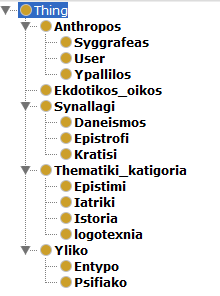 Thing
Anthropos
Syggrafeas
User
Ypallilos
Ekdotikos_oikos
Synallagi
Daneismos
Epistrofi
Kratisi
Thematiki_katigoria
Epistimi
Iatriki
Istoria
logotexnia
Yliko
Entypo
Psifiako